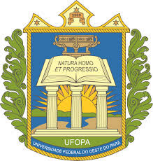 NATURA HOMO
ET PROGRESSIO
UFOPA
UNIVERSIDADE FEDERAL DO OESTE DO PARÁ